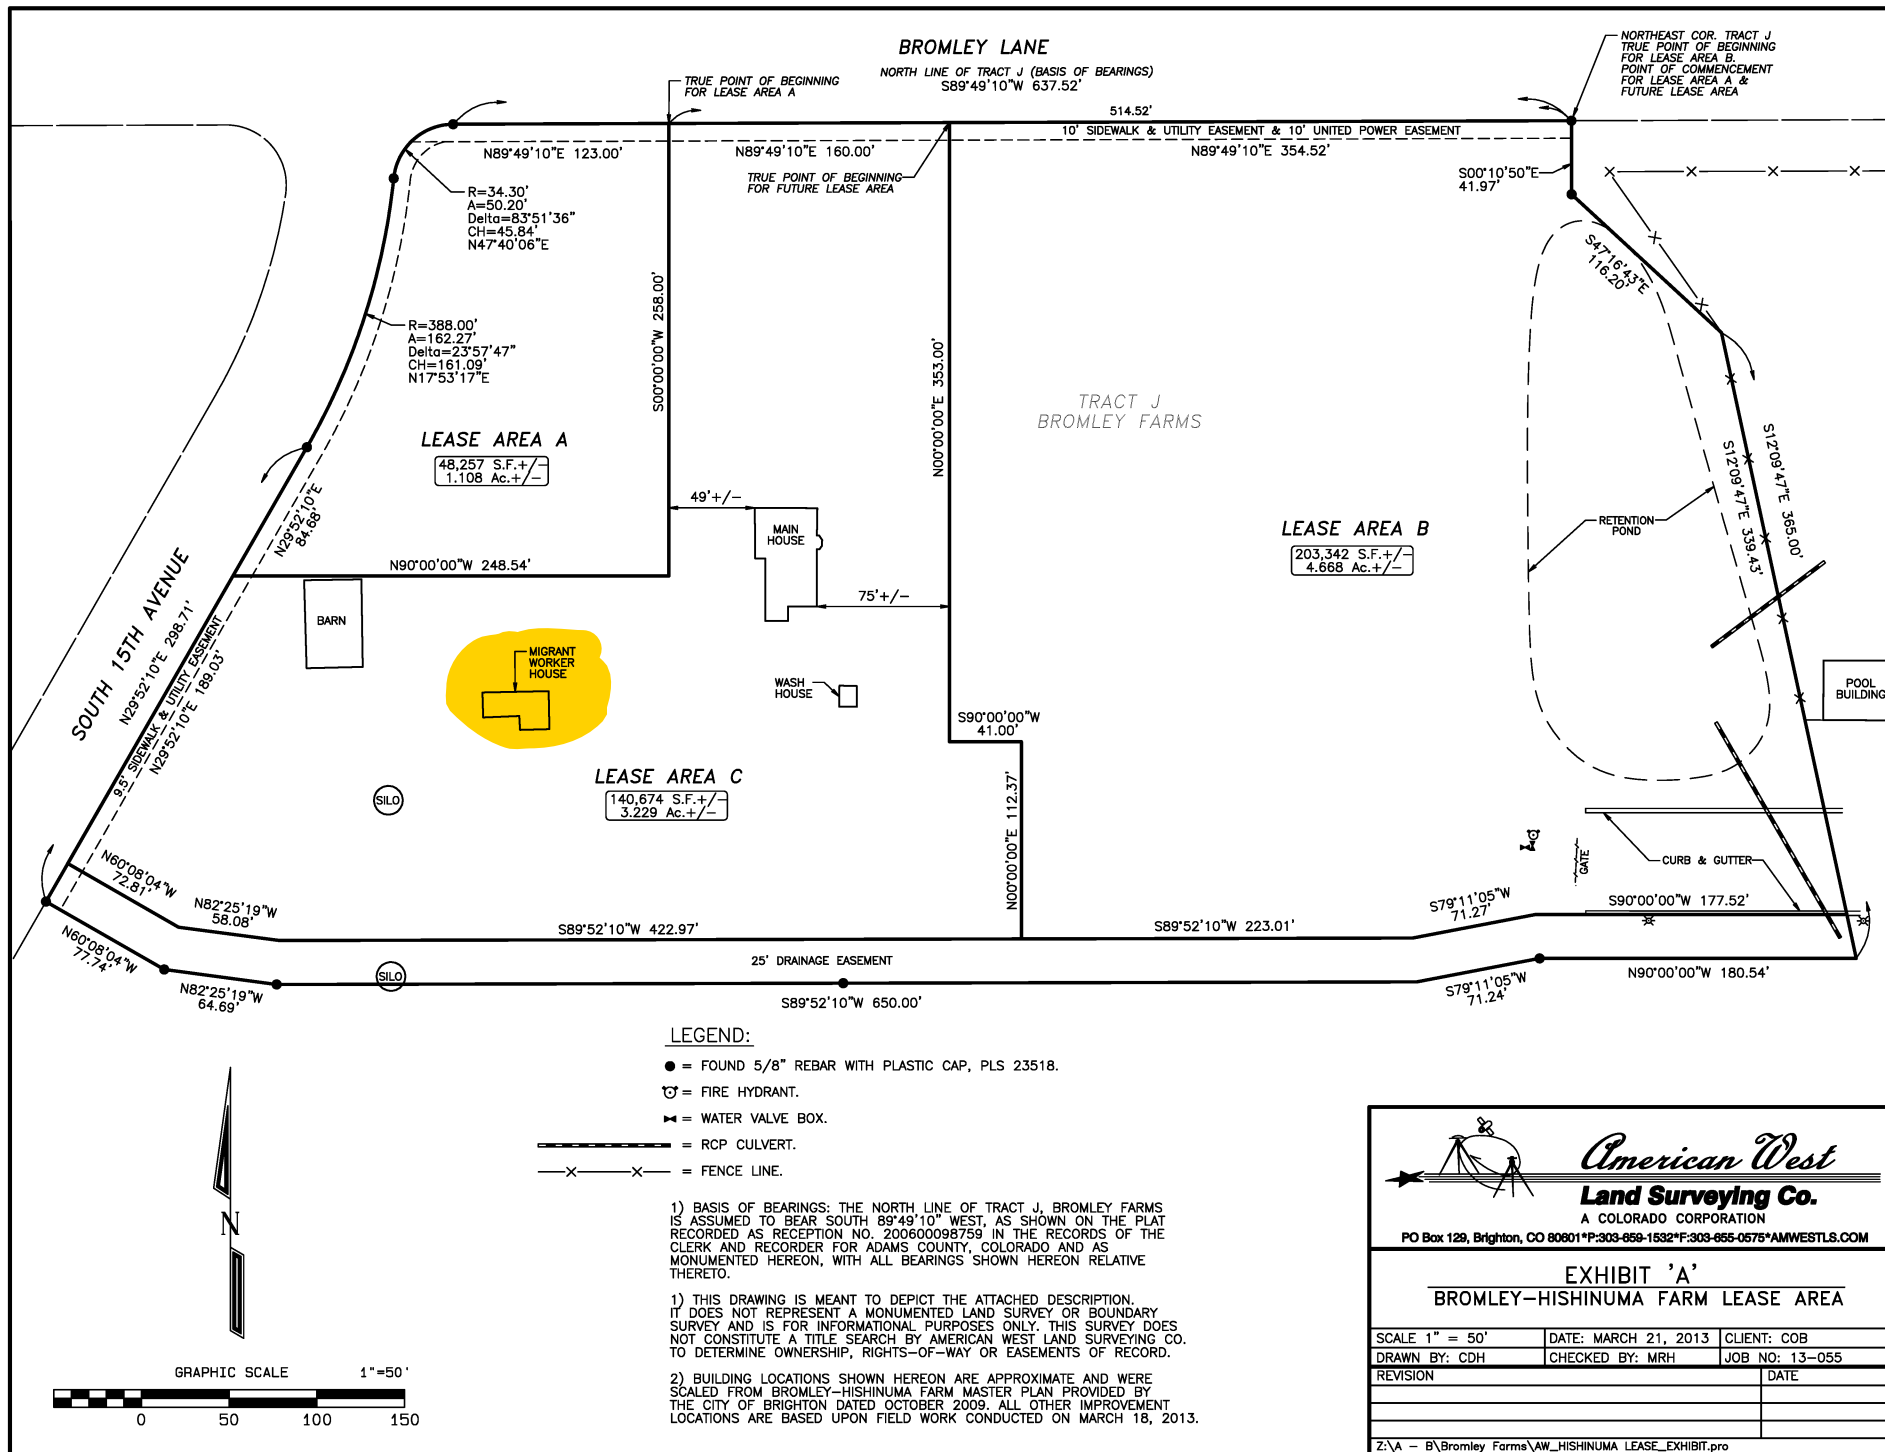 BROMLEY LANE
NORTH LINE OF TRACT J (BASIS OF BEARINGS)
S89°49'10"W 637.52'
TRUE POINT OF BEGINNING
FOR LEASE AREA A
NORTHEAST COR. TRACT J
TRUE POINT OF BEGINNING
FOR LEASE AREA B.
POINT OF COMMENCEMENT
FOR LEASE AREA A &
FUTURE LEASE AREA
514.52'
10' SIDEWALK & UTILITY EASEMENT & 10' UNITED POWER EASEMENT
N89°49'10"E 123.00'
N89°49'10"E 160.00'
N89°49'10"E 354.52'
TRUE POINT OF BEGINNING
FOR FUTURE LEASE AREA
S00°10'50"E
41.97'
R=34.30'
A=50.20'
Delta=83°51'36"
CH=45.84'
N47°40'06"E
S47°16'43"E
116.20'
R=388.00'
A=162.27'
Delta=23°57'47"
CH=161.09'
N17°53'17"E
S00°00'00"W 258.00'
N00°00'00"E 353.00'
TRACT J
BROMLEY FARMS
LEASE AREA A
48,257 S.F.+/-
1.108 Ac.+/-
S12°09'47"E 339.43'
S12°09'47"E 365.00'
49'+/-
MAIN
HOUSE
RETENTION
POND
LEASE AREA B
203,342 S.F.+/-
4.668 Ac.+/-
N29°52'10"E
84.68'
N90°00'00"W 248.54'
75'+/-
BARN
SOUTH 15TH AVENUE
N29°52'10"E 298.71'
9.5' SIDEWALK & UTILITY EASEMENT
N29°52'10"E 189.03'
MIGRANT
WORKER
HOUSE
WASH
HOUSE
POOL
BUILDING
S90°00'00"W
41.00'
LEASE AREA C
140,674 S.F.+/-
3.229 Ac.+/-
SILO
N00°00'00"E 112.37'
GATE
CURB & GUTTER
N60°08'04"W
72.81'
N82°25'19"W
58.08'
S89°52'10"W 422.97'
S89°52'10"W 223.01'
S79°11'05"W
71.27'
S90°00'00"W 177.52'
N60°08'04"W
77.74'
25' DRAINAGE EASEMENT
SILO
N82°25'19"W
64.69'
S89°52'10"W 650.00'
S79°11'05"W
71.24'
N90°00'00"W 180.54'
LEGEND:
= FOUND 5/8" REBAR WITH PLASTIC CAP, PLS 23518.
= FIRE HYDRANT.
= WATER VALVE BOX.
= RCP CULVERT.
= FENCE LINE.
1) BASIS OF BEARINGS: THE NORTH LINE OF TRACT J, BROMLEY FARMS
IS ASSUMED TO BEAR SOUTH 89°49'10" WEST, AS SHOWN ON THE PLAT
RECORDED AS RECEPTION NO. 200600098759 IN THE RECORDS OF THE
CLERK AND RECORDER FOR ADAMS COUNTY, COLORADO AND AS
MONUMENTED HEREON, WITH ALL BEARINGS SHOWN HEREON RELATIVE
THERETO.
1) THIS DRAWING IS MEANT TO DEPICT THE ATTACHED DESCRIPTION.
IT DOES NOT REPRESENT A MONUMENTED LAND SURVEY OR BOUNDARY
SURVEY AND IS FOR INFORMATIONAL PURPOSES ONLY. THIS SURVEY DOES
NOT CONSTITUTE A TITLE SEARCH BY AMERICAN WEST LAND SURVEYING CO.
TO DETERMINE OWNERSHIP, RIGHTS-OF-WAY OR EASEMENTS OF RECORD.
2) BUILDING LOCATIONS SHOWN HEREON ARE APPROXIMATE AND WERE
SCALED FROM BROMLEY-HISHINUMA FARM MASTER PLAN PROVIDED BY
THE CITY OF BRIGHTON DATED OCTOBER 2009. ALL OTHER IMPROVEMENT
LOCATIONS ARE BASED UPON FIELD WORK CONDUCTED ON MARCH 18, 2013.
N
GRAPHIC SCALE 1"=50'
0 50 100 150
American West
Land Surveying Co.
A COLORADO CORPORATION
PO Box 129, Brighton, CO 80601*P:303-659-1532*F:303-655-0575*AMWESTLS.COM
EXHIBIT 'A'
BROMLEY-HISHINUMA FARM LEASE AREA
SCALE 1" = 50' DATE: MARCH 21, 2013 CLIENT: COB
DRAWN BY: CDH CHECKED BY: MRH JOB NO: 13-055
REVISION DATE
Z:\A - B\Bromley Farms\AW_HISHINUMA LEASE_EXHIBIT.pro